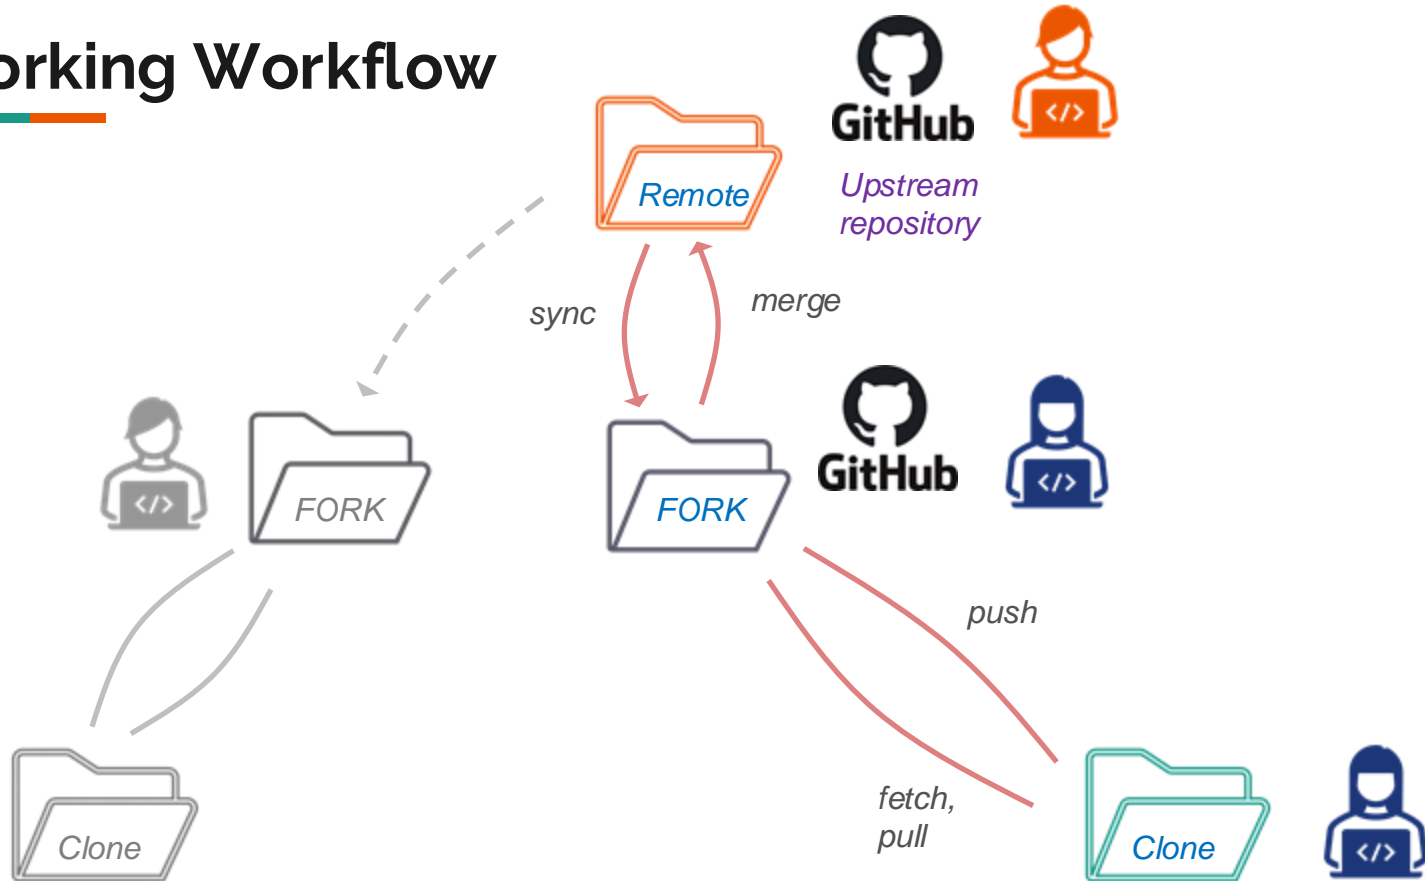 orking Workflow
GitHub
</>
Remote
Upstream
repository
sync
merge
GitHub
</>
</>
FORK
FORK
push
fetch,
pull
Clone
Clone
</>